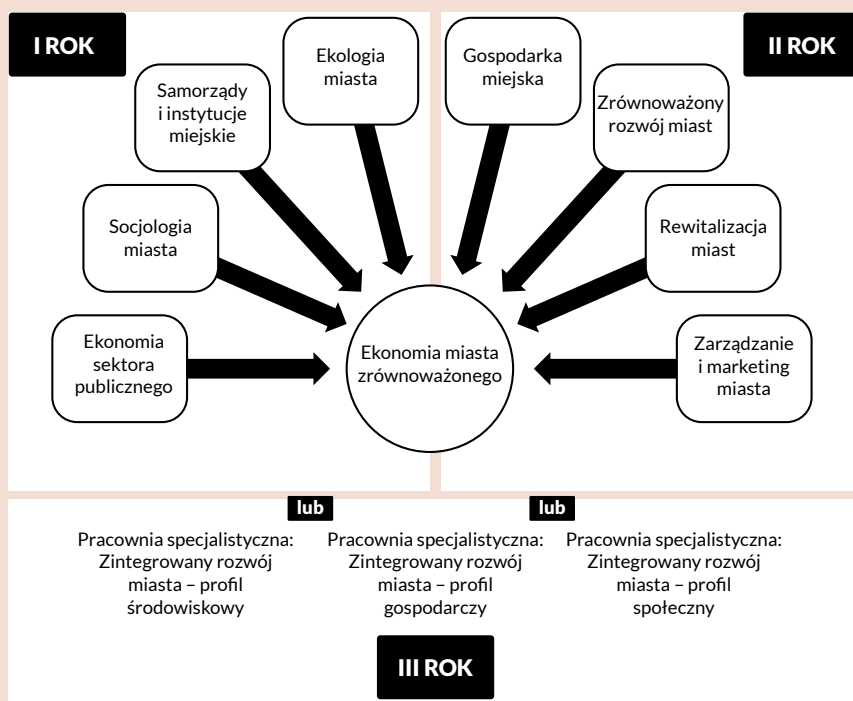 I ROK
Ekologia
miasta
Samorządy
i instytucje
miejskie
Socjologia
miasta
Ekonomia
sektora
publicznego
II ROK
Gospodarka
miejska
Zrównoważony
rozwój miast
Rewitalizacja
miast
Zarządzanie
i marketing
miasta
Ekonomia miasta
zrównoważonego
Pracownia specjalistyczna:
Zintegrowany rozwój
miasta – profil
środowiskowy
lub
Pracownia specjalistyczna:
Zintegrowany rozwój
miasta – profil
gospodarczy
lub
Pracownia specjalistyczna:
Zintegrowany rozwój
miasta – profil
społeczny
III ROK